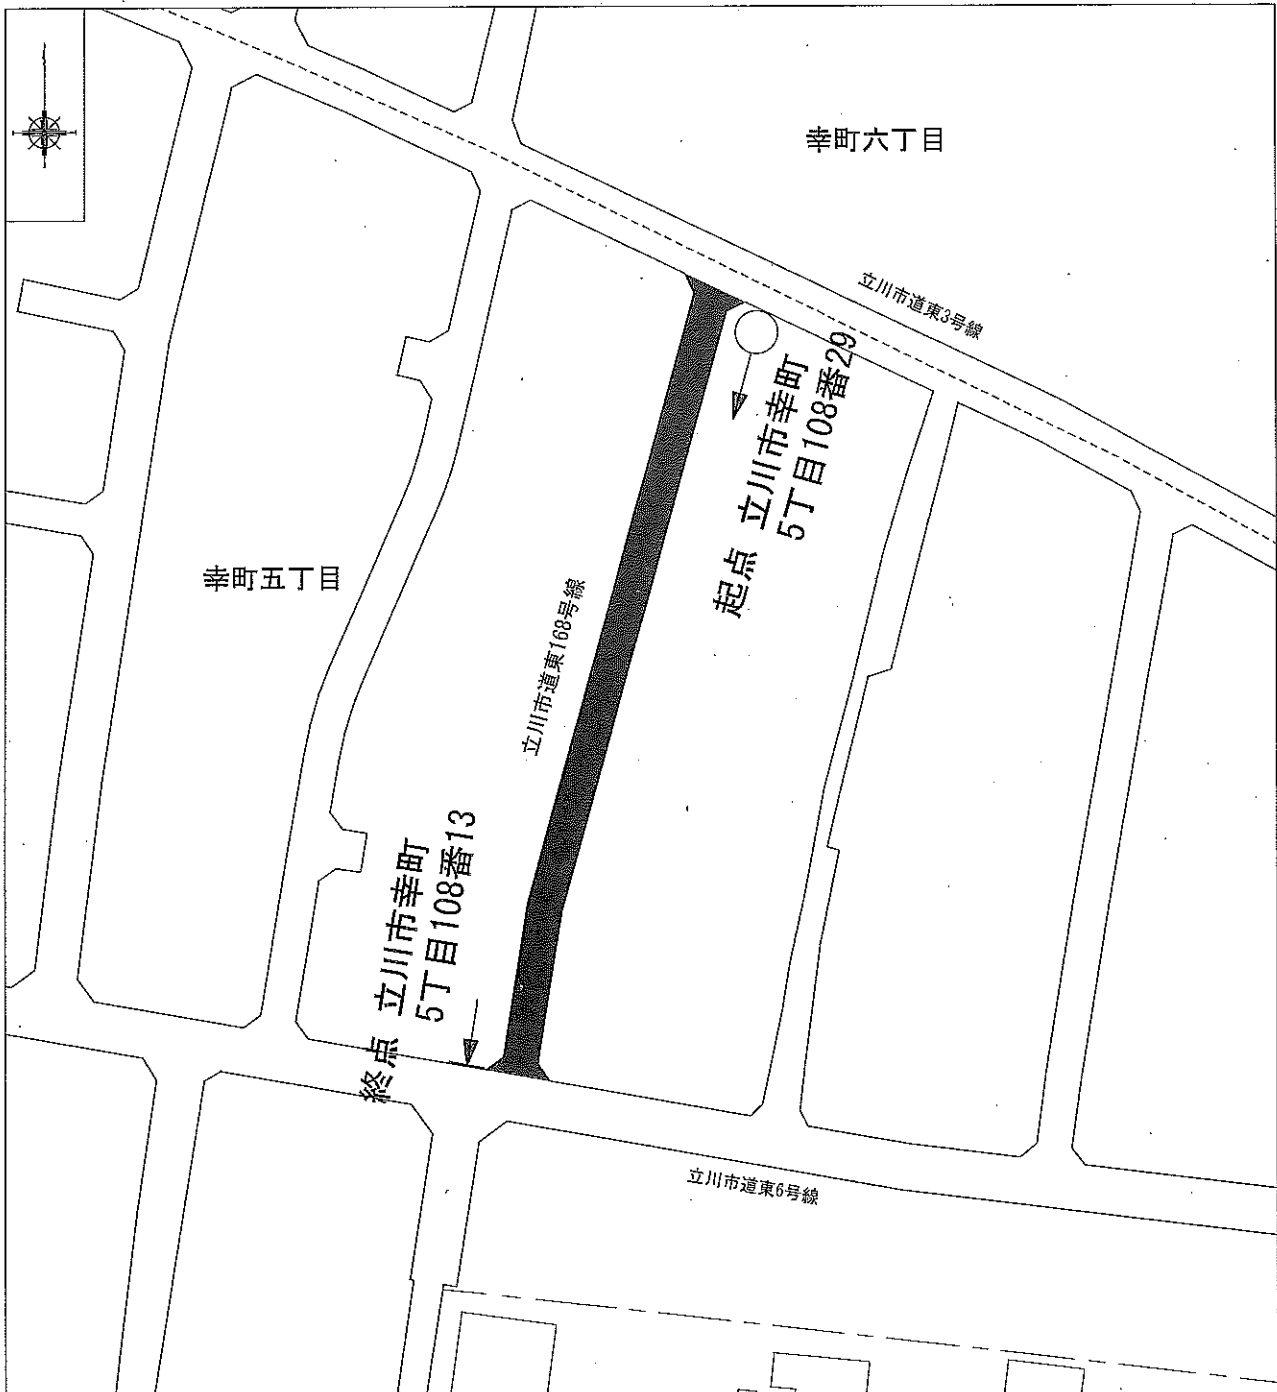 幸町六丁目
立川市道東3号線
起点 立川市幸町
5丁目108番29
幸町五丁目
立川市道東168号線
終点 立川市幸町
5丁目108番13
立川市道東6号線